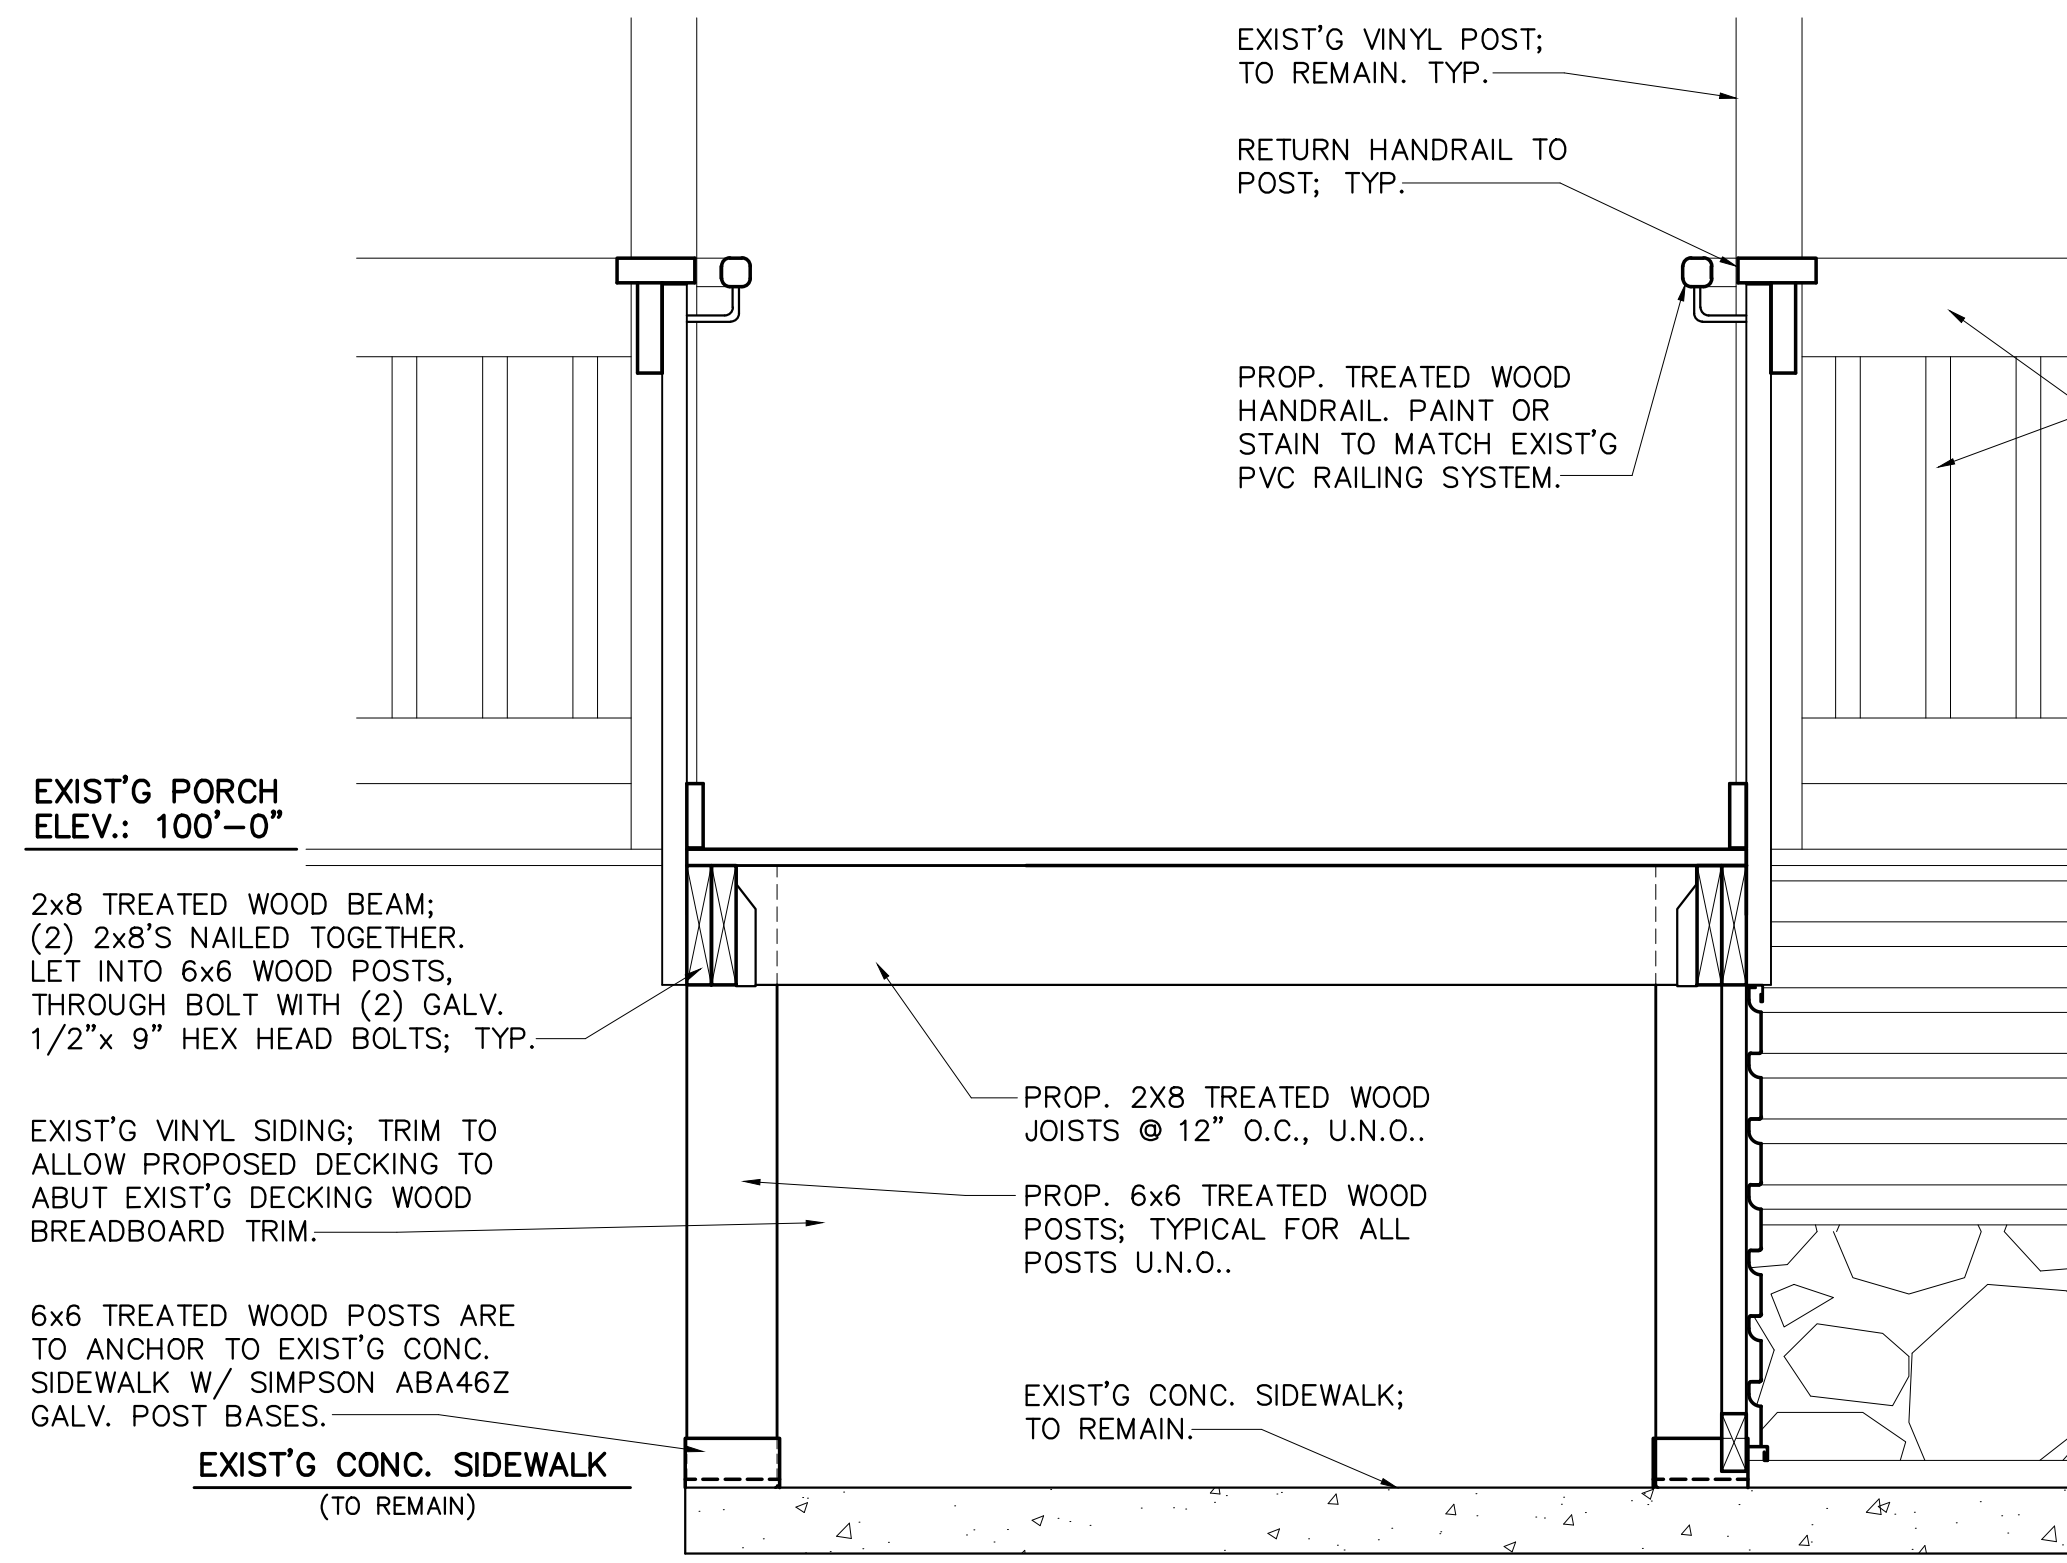 EXIST'G VINYL POST;
TO REMAIN. TYP.
RETURN HANDRAIL TO
POST; TYP.
PROP. TREATED WOOD
HANDRAIL. PAINT OR
STAIN TO MATCH EXIST'G
PVC RAILING SYSTEM.
EXIST'G PORCH
ELEV.: 100'-0"
2x8 TREATED WOOD BEAM;
(2) 2x8'S NAILED TOGETHER.
LET INTO 6x6 WOOD POSTS,
THROUGH BOLT WITH (2) GALV.
1/2"x 9" HEX HEAD BOLTS; TYP.
EXIST'G VINYL SIDING; TRIM TO
ALLOW PROPOSED DECKING TO
ABUT EXIST'G DECKING WOOD
BREADBOARD TRIM.
6x6 TREATED WOOD POSTS ARE
TO ANCHOR TO EXIST'G CONC.
SIDEWALK W/ SIMPSON ABA46Z
GALV. POST BASES.
EXIST'G CONC. SIDEWALK
(TO REMAIN)
PROP. 2X8 TREATED WOOD
JOISTS @ 12" O.C., U.N.O..
PROP. 6x6 TREATED WOOD
POSTS; TYPICAL FOR ALL
POSTS U.N.O..
EXIST'G CONC. SIDEWALK;
TO REMAIN.